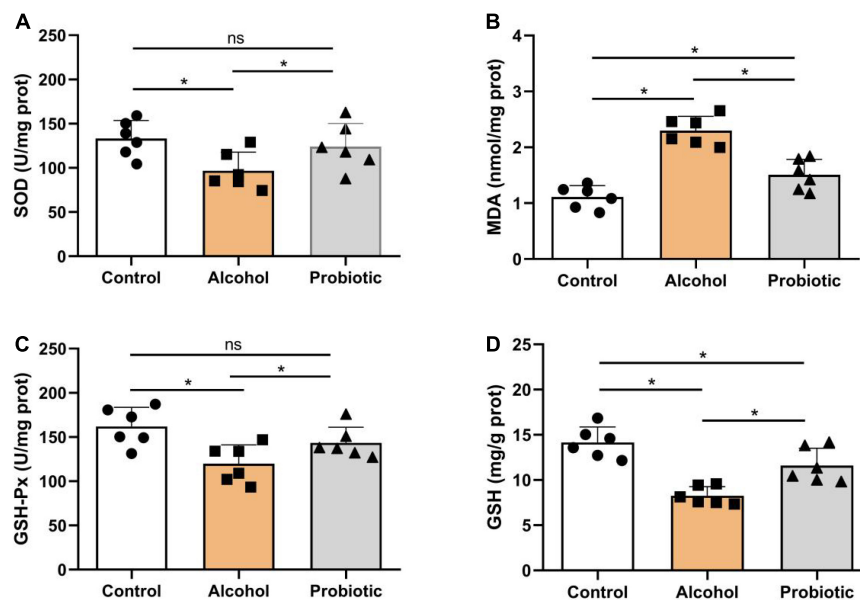 A
SOD (U/mg prot)
250
200
150
100
50
0
ns
*
*
Control Alcohol Probiotic
B
MDA (nmol/mg prot)
4
3
2
1
0
*
*
*
Control Alcohol Probiotic
C
GSH-Px (U/mg prot)
250
200
150
100
50
0
ns
*
*
Control Alcohol Probiotic
D
GSH (mg/g prot)
25
20
15
10
5
0
*
*
*
Control Alcohol Probiotic